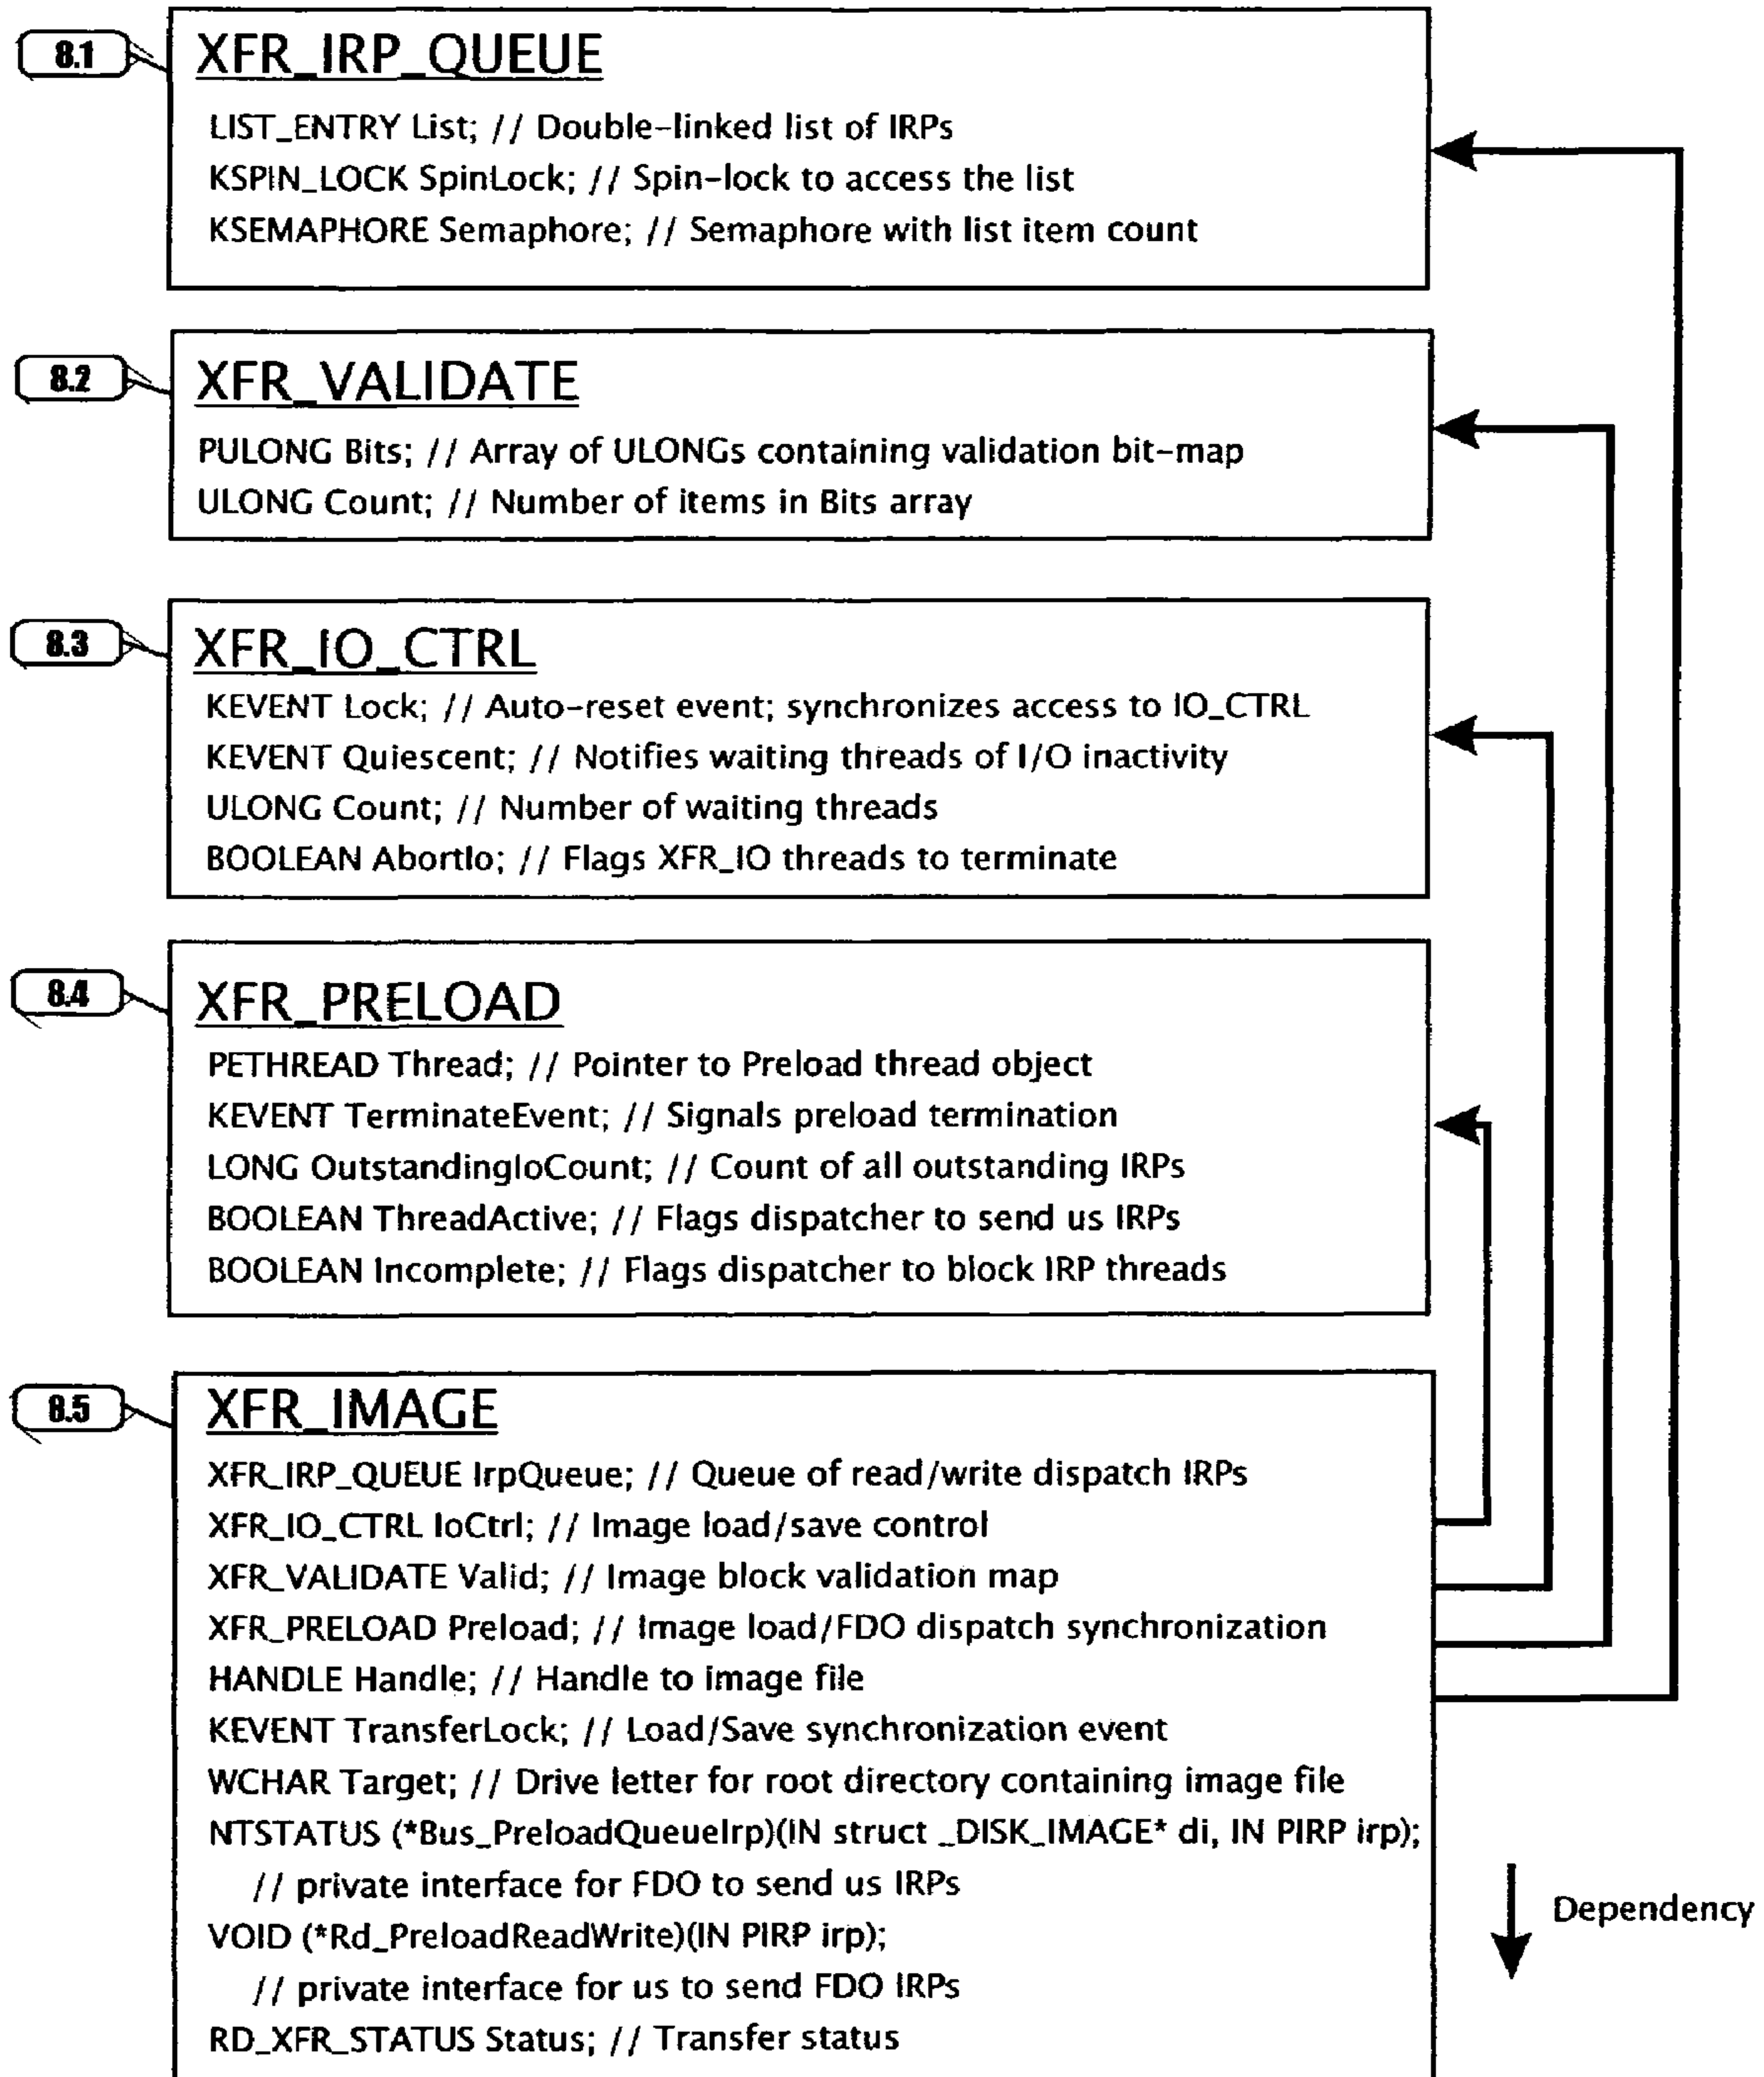 8.1
XFR_IRP_QUEUE
LIST_ENTRY List; // Double-linked list of IRPs
KSPIN_LOCK SpinLock; // Spin-lock to access the list
KSEMAPHORE Semaphore; // Semaphore with list item count
8.2
XFR_VALIDATE
PULONG Bits; // Array of ULONGs containing validation bit-map
ULONG Count; // Number of items in Bits array
8.3
XFR_IO_CTRL
KEVENT Lock; // Auto-reset event; synchronizes access to IO_CTRL
KEVENT Quiescent; // Notifies waiting threads of I/O inactivity
ULONG Count; // Number of waiting threads
BOOLEAN AbortIo; // Flags XFR_IO threads to terminate
8.4
XFR_PRELOAD
PETHREAD Thread; // Pointer to Preload thread object
KEVENT TerminateEvent; // Signals preload termination
LONG OutstandingIoCount; // Count of all outstanding IRPs
BOOLEAN ThreadActive; // Flags dispatcher to send us IRPs
BOOLEAN Incomplete; // Flags dispatcher to block IRP threads
8.5
XFR_IMAGE
XFR_IRP_QUEUE IrpQueue; // Queue of read/write dispatch IRPs
XFR_IO_CTRL IoCtrl; // Image load/save control
XFR_VALIDATE Valid; // Image block validation map
XFR_PRELOAD Preload; // Image load/FDO dispatch synchronization
HANDLE Handle; // Handle to image file
KEVENT TransferLock; // Load/Save synchronization event
WCHAR Target; // Drive letter for root directory containing image file
NTSTATUS (*Bus_PreloadQueueIrp)(IN struct _DISK_IMAGE* di, IN PIRP irp);
// private interface for FDO to send us IRPs
VOID (*Rd_PreloadReadWrite)(IN PIRP irp);
// private interface for us to send FDO IRPs
RD_XFR_STATUS Status; // Transfer status
Dependency